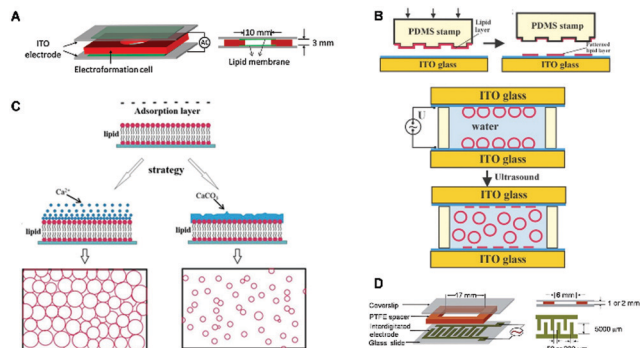 A
ITO
electrode
AC
Electroformation cell
10 mm
3 mm
Lipid membrane
B
PDMS stamp
Lipid
layer
ITO glass
PDMS stamp
Patterned
lipid layer
ITO glass
ITO glass
U
water
ITO glass
Ultrasound
ITO glass
ITO glass
C
Adsorption layer
lipid
strategy
Ca²⁺
lipid
CaCO₃
lipid
D
Coverslip
PTFE spacer
Interdigitated
electrode
Glass slide
17 mm
6 mm
1 or 2 mm
5000 µm